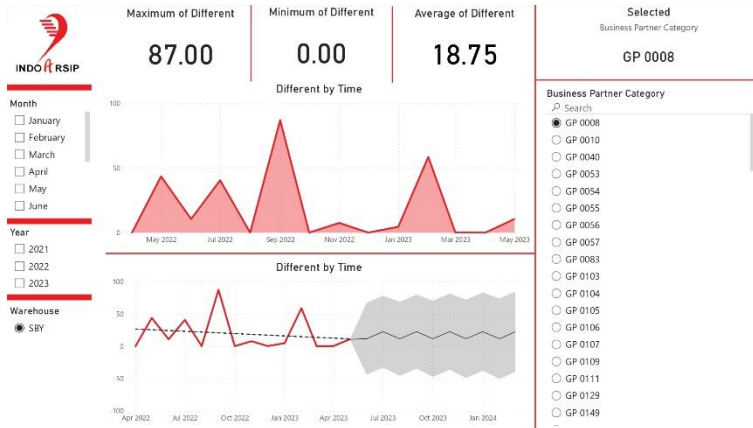 INDO ARSIP
Month
January
February
March
April
May
June
Year
2021
2022
2023
Warehouse
SBY
Maximum of Different
87.00
Minimum of Different
0.00
Average of Different
18.75
Different by Time
100
50
0
May 2022 Jul 2022 Sep 2022 Nov 2022 Jan 2023 Mar 2023 May 2023
Different by Time
100
50
0
-50
-100
Apr 2022 Jul 2022 Oct 2022 Jan 2023 Apr 2023 Jul 2023 Oct 2023 Jan 2024
Selected
Business Partner Category
GP 0008
Business Partner Category
Search
GP 0008
GP 0010
GP 0040
GP 0053
GP 0054
GP 0055
GP 0056
GP 0057
GP 0083
GP 0103
GP 0104
GP 0105
GP 0106
GP 0107
GP 0109
GP 0111
GP 0129
GP 0149